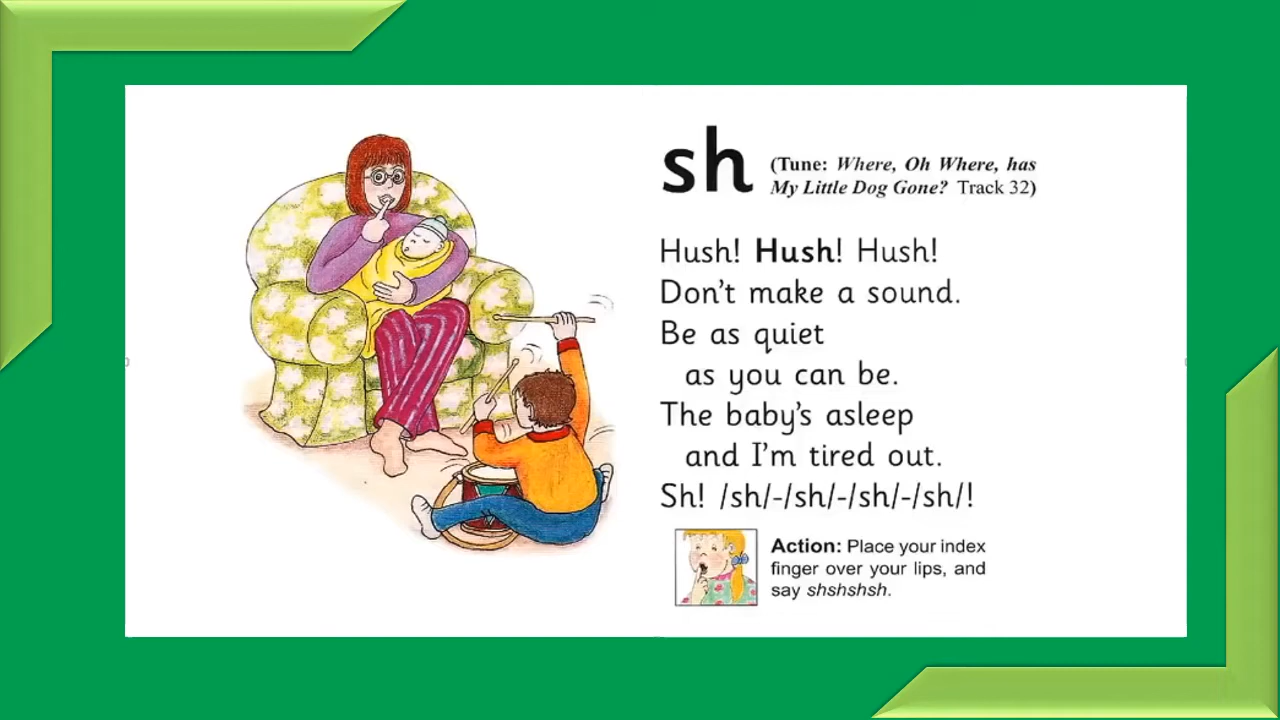 sh
(Tune: Where, Oh Where, has
My Little Dog Gone? Track 32)
Hush! Hush! Hush!
Don't make a sound.
Be as quiet
as you can be.
The baby's asleep
and I'm tired out.
Sh! /sh/-/sh/-/sh/-/sh/!
Action: Place your index
finger over your lips, and
say shshshsh.